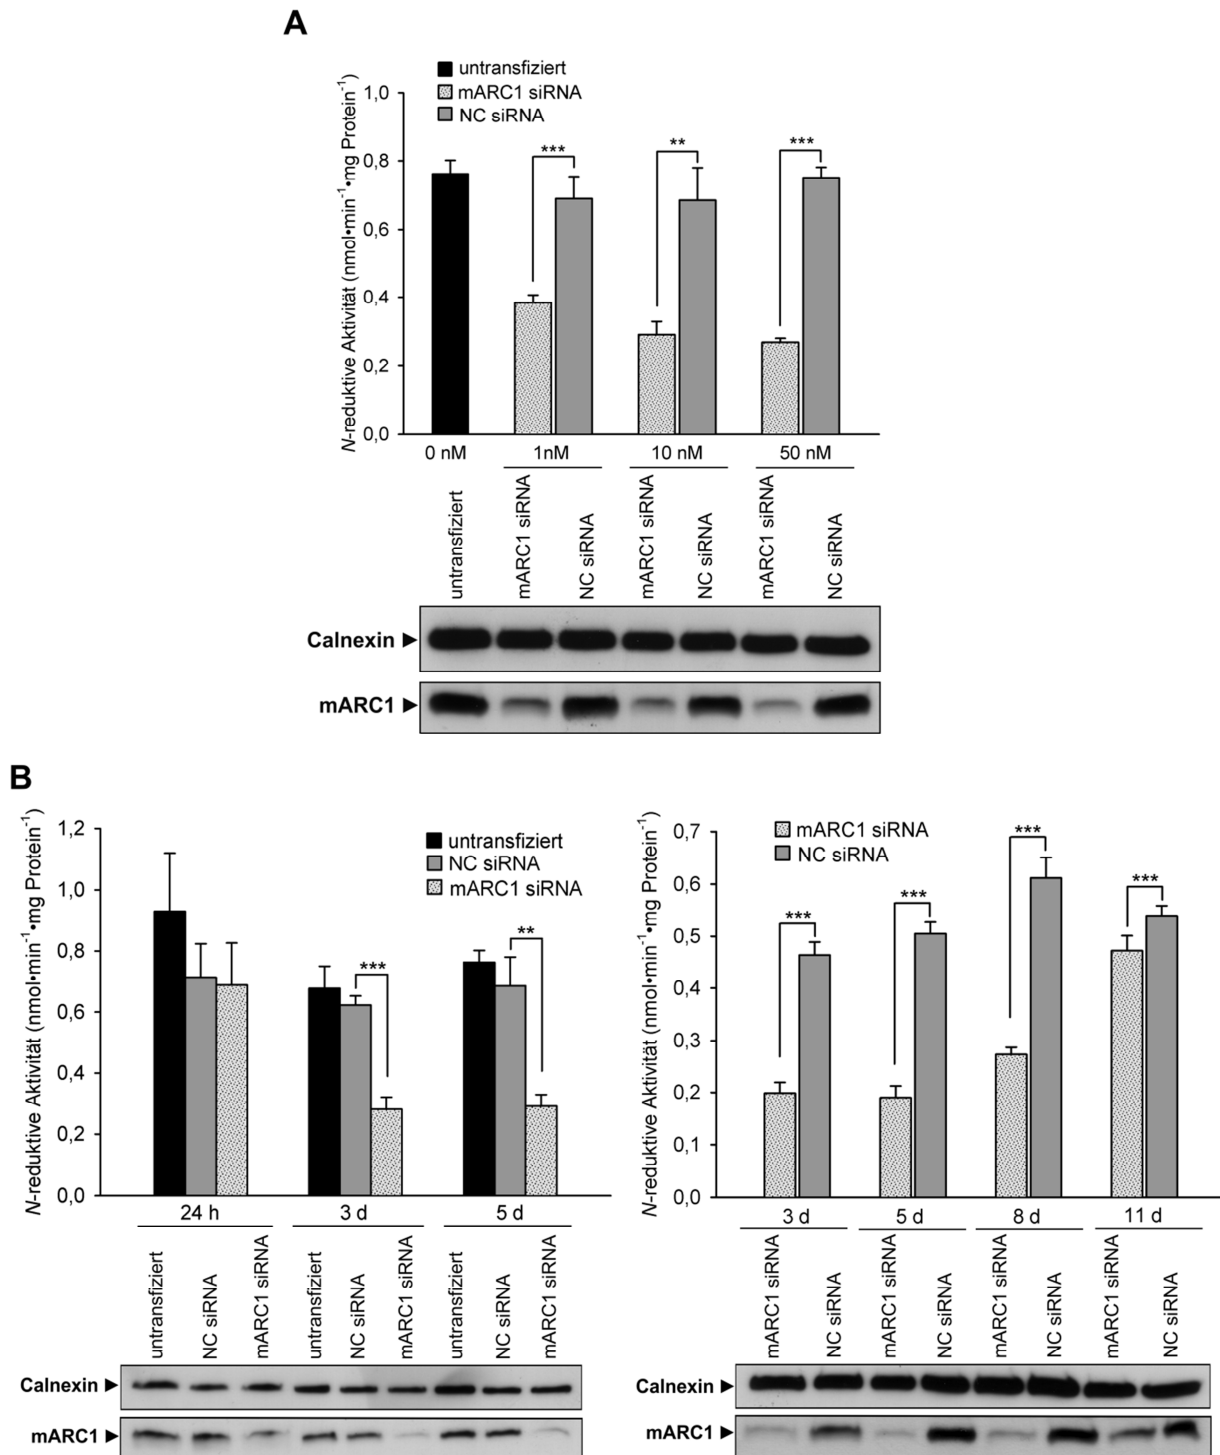 A
untransfiziert
mARC1 siRNA
NC siRNA
N-reduktive Aktivität (nmol•min⁻¹•mg Protein⁻¹)
1,0
0,8
0,6
0,4
0,2
0,0
***
**
***
0 nM
1nM
10 nM
50 nM
untransfiziert
mARC1 siRNA
NC siRNA
mARC1 siRNA
NC siRNA
mARC1 siRNA
NC siRNA
Calnexin
mARC1
B
N-reduktive Aktivität (nmol•min⁻¹•mg Protein⁻¹)
1,2
1,0
0,8
0,6
0,4
0,2
0,0
untransfiziert
NC siRNA
mARC1 siRNA
***
**
24 h
3 d
5 d
untransfiziert
NC siRNA
mARC1 siRNA
untransfiziert
NC siRNA
mARC1 siRNA
untransfiziert
NC siRNA
mARC1 siRNA
Calnexin
mARC1
N-reduktive Aktivität (nmol•min⁻¹•mg Protein⁻¹)
0,7
0,6
0,5
0,4
0,3
0,2
0,1
0,0
mARC1 siRNA
NC siRNA
***
***
***
***
3 d
5 d
8 d
11 d
mARC1 siRNA
NC siRNA
mARC1 siRNA
NC siRNA
mARC1 siRNA
NC siRNA
mARC1 siRNA
NC siRNA
Calnexin
mARC1